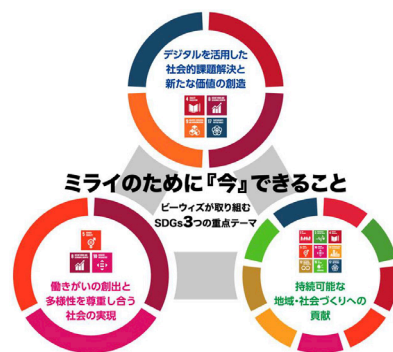 デジタルを活用した
社会的課題解決と
新たな価値の創造
ミライのために『今』できること
ビーウィズが取り組む
SDGs3つの重点テーマ
働きがいの創出と
多様性を尊重し合う
社会の実現
持続可能な
地域・社会づくりへの
貢献